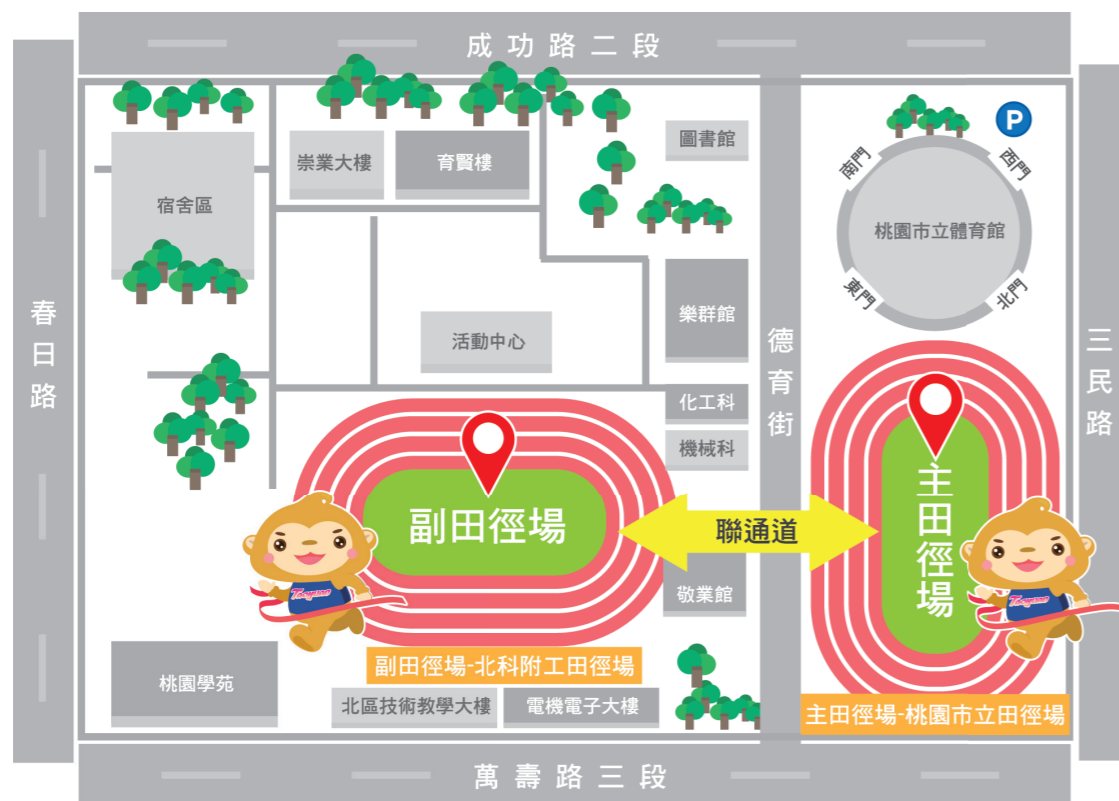 成功路二段
P
圖書館
崇業大樓
育賢樓
南門
西門
宿舍區
桃園市立體育館
東門
北門
樂群館
活動中心
春日路
德育街
三民路
化工科
機械科
副田徑場
聯通道
主田徑場
敬業館
Taoyuan
Taoyuan
副田徑場-北科附工田徑場
桃園學苑
北區技術教學大樓
電機電子大樓
主田徑場-桃園市立田徑場
萬壽路三段